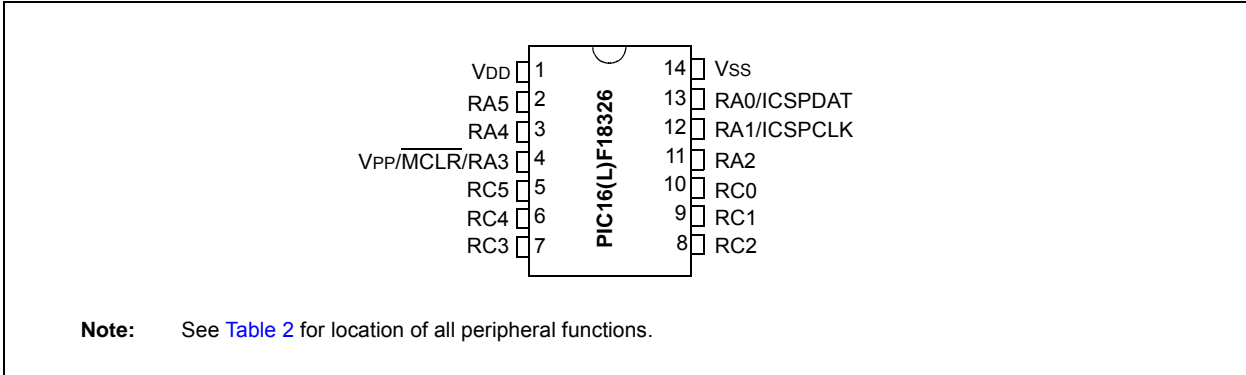 VDD 1 14 VSS
RA5 2 13 RA0/ICSPDAT
RA4 3 12 RA1/ICSPCLK
VPP/MCLR/RA3 4 11 RA2
RC5 5 10 RC0
RC4 6 9 RC1
RC3 7 8 RC2
PIC16(L)F18326
Note: See Table 2 for location of all peripheral functions.